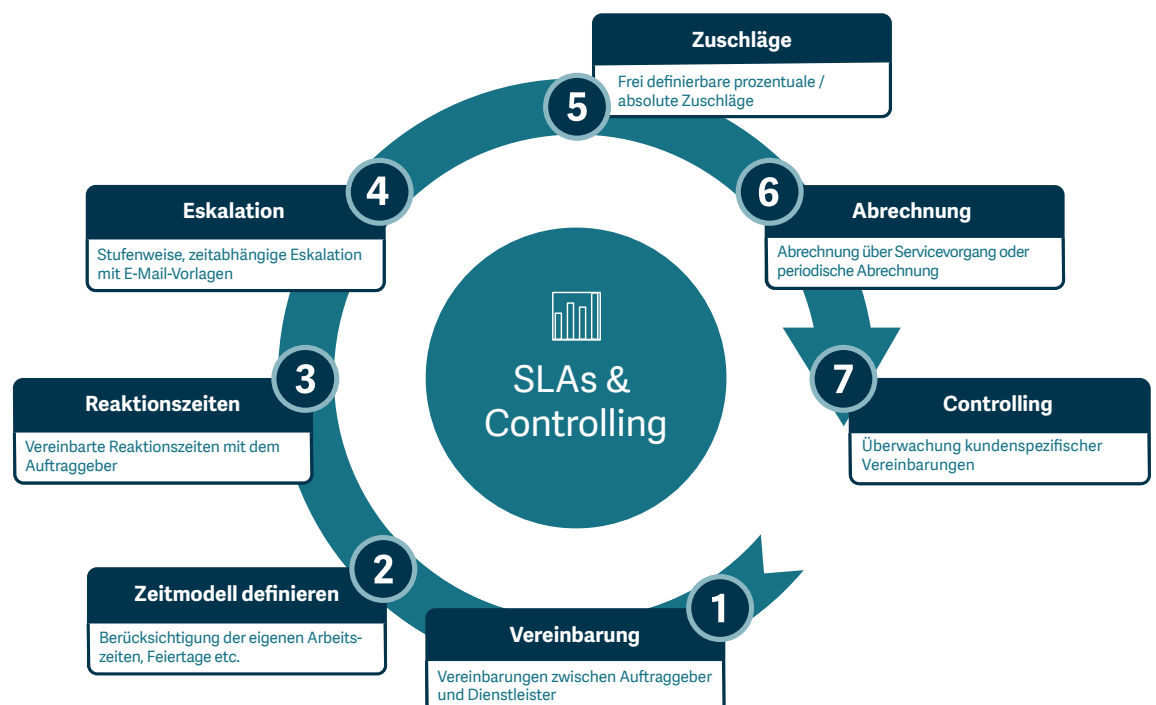 5
Zuschläge
Frei definierbare prozentuale /
absolute Zuschläge
4
Eskalation
Stufenweise, zeitabhängige Eskalation
mit E-Mail-Vorlagen
6
Abrechnung
Abrechnung über Servicevorgang oder
periodische Abrechnung
SLAs &
Controlling
3
Reaktionszeiten
Vereinbarte Reaktionszeiten mit dem
Auftraggeber
7
Controlling
Überwachung kundenspezifischer
Vereinbarungen
2
Zeitmodell definieren
Berücksichtigung der eigenen Arbeits-
zeiten, Feiertage etc.
1
Vereinbarung
Vereinbarungen zwischen Auftraggeber
und Dienstleister